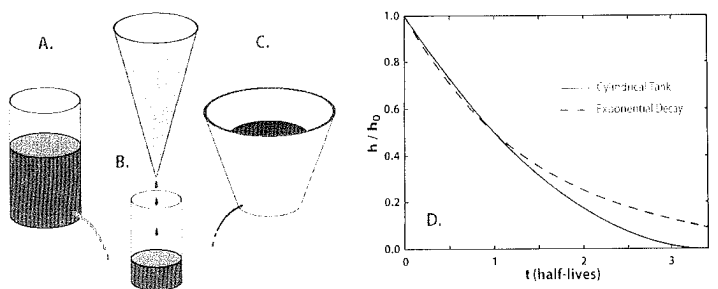 A.
B.
C.
D.
h / h₀
1.0
0.8
0.6
0.4
0.2
0.0
Cylindrical Tank
Exponential Decay
0
1
2
3
t (half-lives)